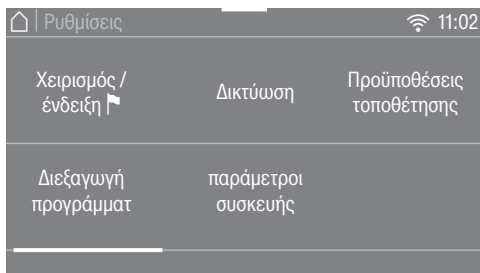 Ρυθμίσεις 11:02
Χειρισμός /
ένδειξη
Δικτύωση
Προϋποθέσεις
τοποθέτησης
Διεξαγωγή
προγράμματ
παράμετροι
συσκευής